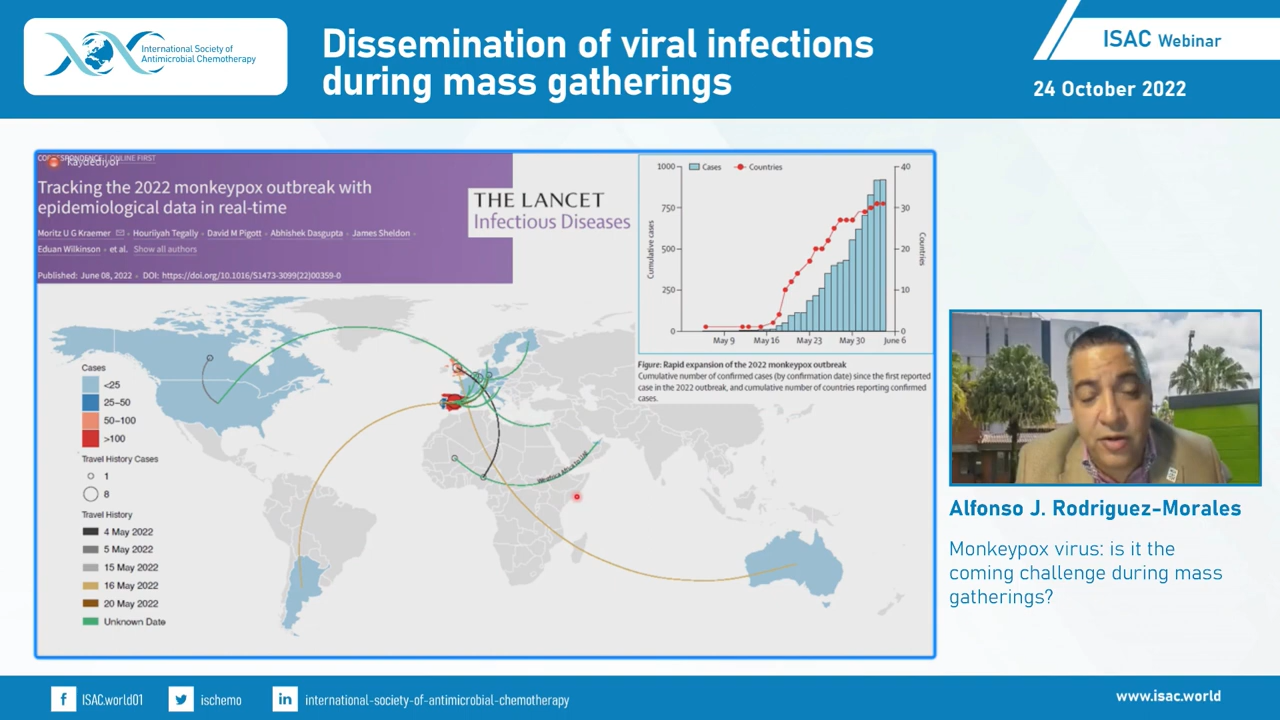 International Society of
Antimicrobial Chemotherapy
Dissemination of viral infections
during mass gatherings
ISAC Webinar
24 October 2022
CORRESPONDENCE | ONLINE FIRST
Kaydediyor
Tracking the 2022 monkeypox outbreak with
epidemiological data in real-time
Moritz U G Kraemer • Houriiyah Tegally • David M Pigott • Abhishek Dasgupta • James Sheldon •
Eduan Wilkinson • et al. Show all authors
Published: June 08, 2022 • DOI: https://doi.org/10.1016/S1473-3099(22)00359-0
THE LANCET
Infectious Diseases
Cases
Countries
1000
750
500
250
0
Cumulative cases
40
30
20
10
0
Countries
May 9
May 16
May 23
May 30
June 6
Figure: Rapid expansion of the 2022 monkeypox outbreak
Cumulative number of confirmed cases (by confirmation date) since the first reported
case in the 2022 outbreak, and cumulative number of countries reporting confirmed
cases.
Cases
<25
25–50
50–100
>100
Travel History Cases
1
8
Travel History
4 May 2022
5 May 2022
15 May 2022
16 May 2022
20 May 2022
Unknown Date
Western Africa to UAE
Alfonso J. Rodriguez-Morales
Monkeypox virus: is it the
coming challenge during mass
gatherings?
f ISAC.world01
ischemo
in international-society-of-antimicrobial-chemotherapy
www.isac.world